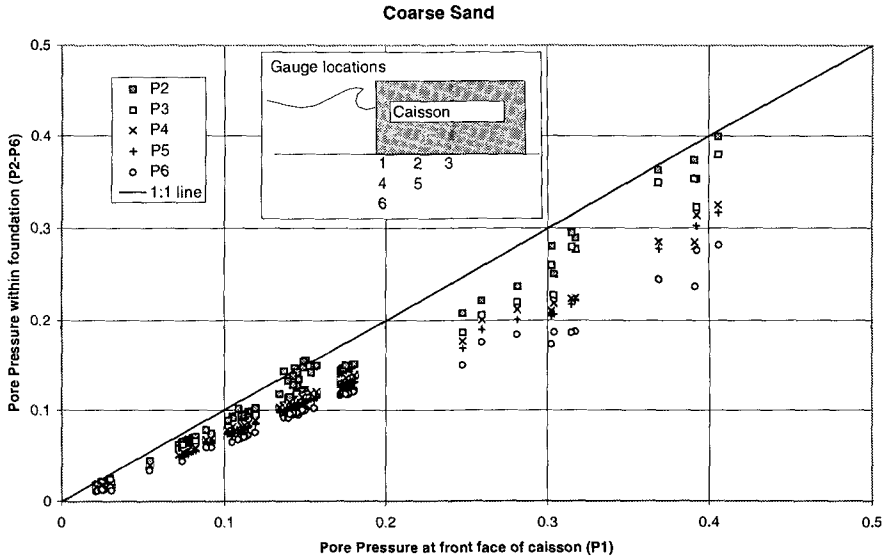 Coarse Sand
Pore Pressure within foundation (P2-P6)
0.5
0.4
0.3
0.2
0.1
0
P2
P3
P4
P5
P6
1:1 line
Gauge locations
Caisson
1 2 3
4 5
6
0 0.1 0.2 0.3 0.4 0.5
Pore Pressure at front face of caisson (P1)